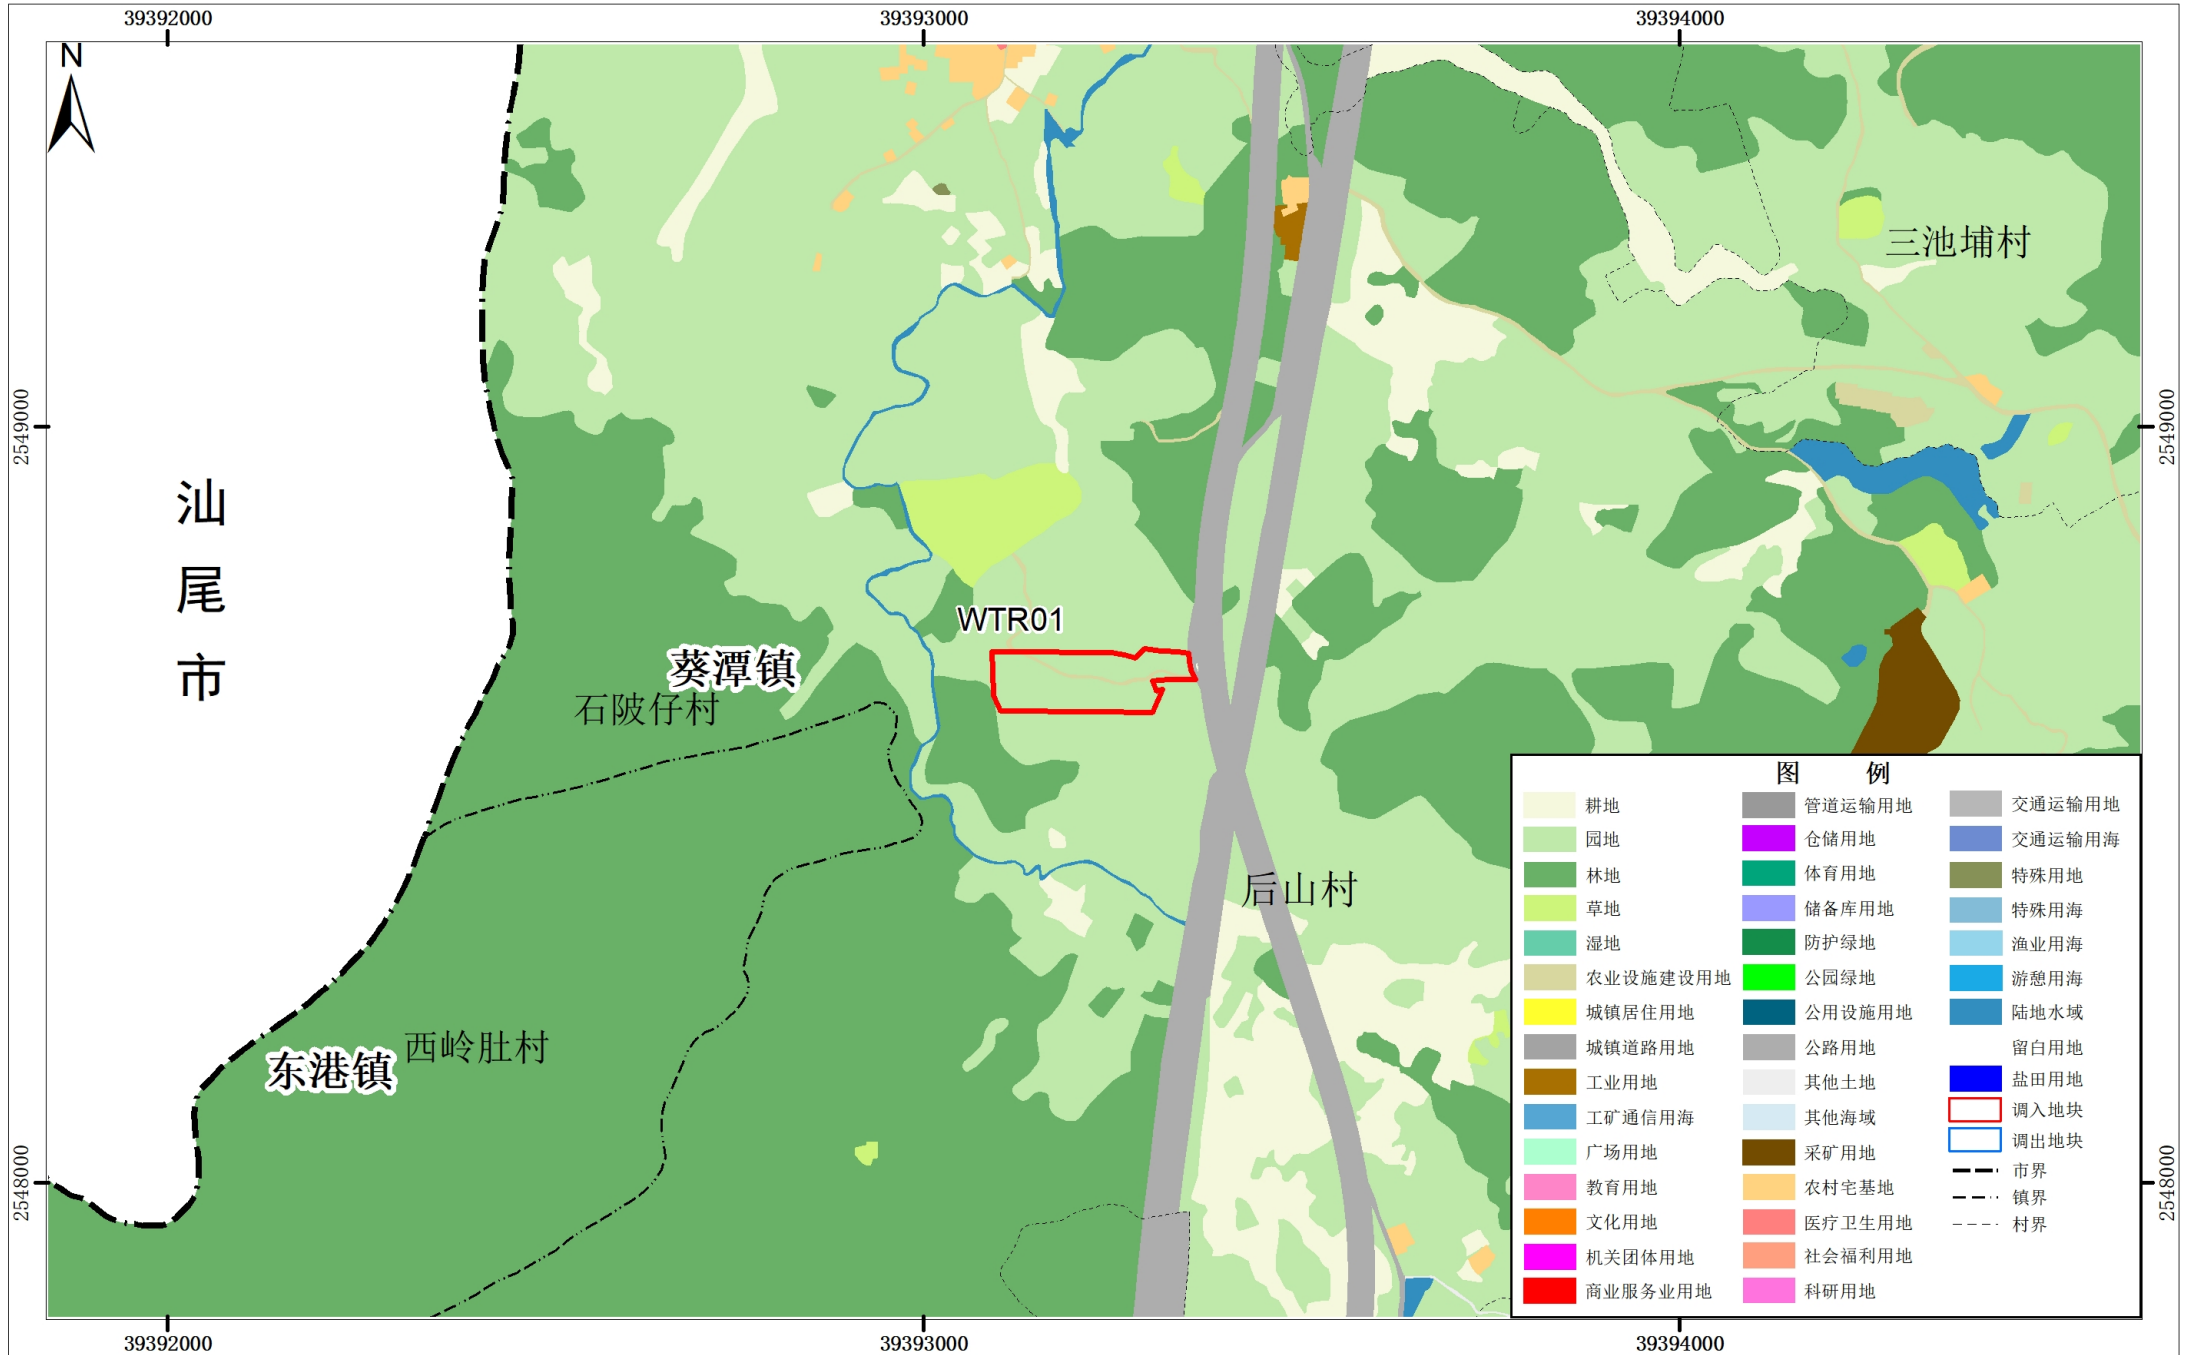 39392000
39393000
39394000
N
三池埔村
2549000
2549000
汕
尾
市
WTR01
葵潭镇
石陂仔村
后山村
西岭肚村
东港镇
2548000
2548000
图 例
耕地
园地
林地
草地
湿地
农业设施建设用地
城镇居住用地
城镇道路用地
工业用地
工矿通信用海
广场用地
教育用地
文化用地
机关团体用地
商业服务业用地
管道运输用地
仓储用地
体育用地
储备库用地
防护绿地
公园绿地
公用设施用地
公路用地
其他土地
其他海域
采矿用地
农村宅基地
医疗卫生用地
社会福利用地
科研用地
交通运输用地
交通运输用海
特殊用地
特殊用海
渔业用海
游憩用海
陆地水域
留白用地
盐田用地
调入地块
调出地块
市界
镇界
村界
39392000
39393000
39394000